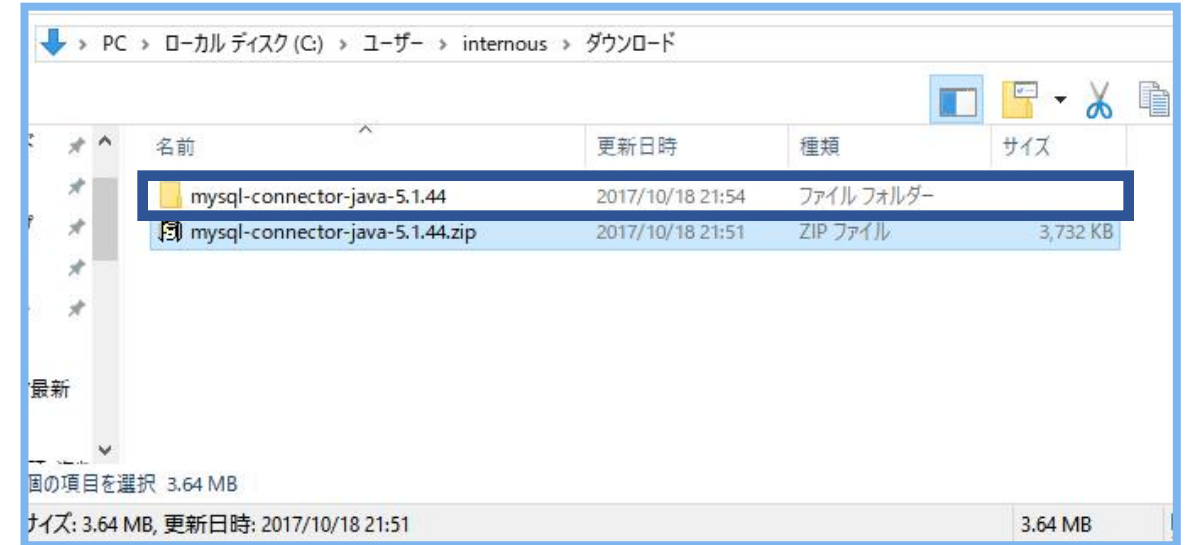 PC › ローカル ディスク (C:) › ユーザー › internous › ダウンロード
名前 更新日時 種類 サイズ
mysql-connector-java-5.1.44 2017/10/18 21:54 ファイル フォルダー
mysql-connector-java-5.1.44.zip 2017/10/18 21:51 ZIP ファイル 3,732 KB
最新
個の項目を選択 3.64 MB
サイズ: 3.64 MB, 更新日時: 2017/10/18 21:51 3.64 MB